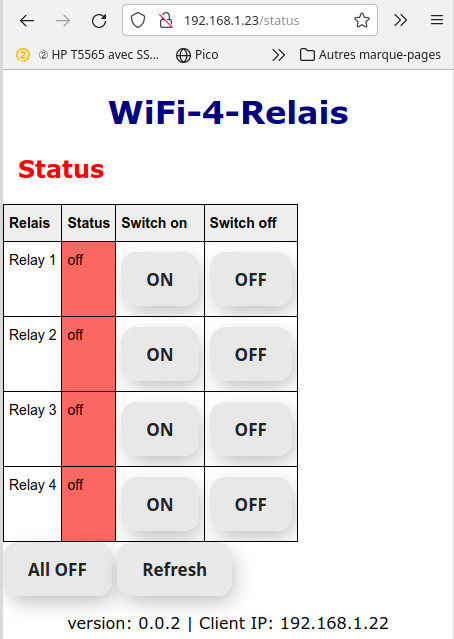 192.168.1.23/status
② HP T5565 avec SS... Pico Autres marque-pages
WiFi-4-Relais
Status
Relais Status Switch on Switch off
Relay 1 off ON OFF
Relay 2 off ON OFF
Relay 3 off ON OFF
Relay 4 off ON OFF
All OFF Refresh
version: 0.0.2 | Client IP: 192.168.1.22